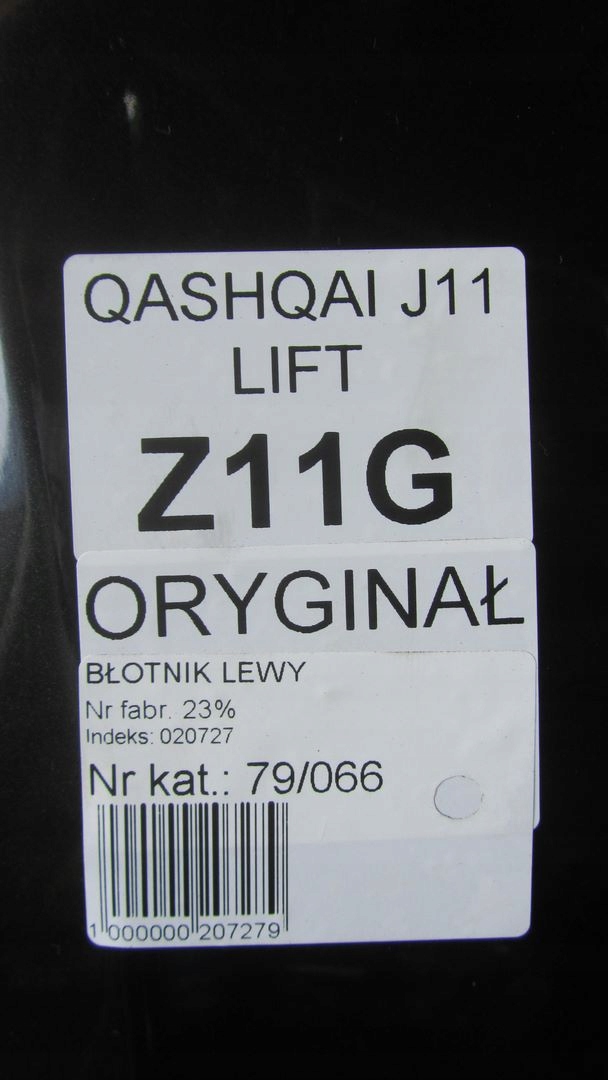 QASHQAI J11
LIFT
Z11G
ORYGINAŁ
BŁOTNIK LEWY
Nr fabr. 23%
Indeks: 020727
Nr kat.: 79/066
1 000000 207279